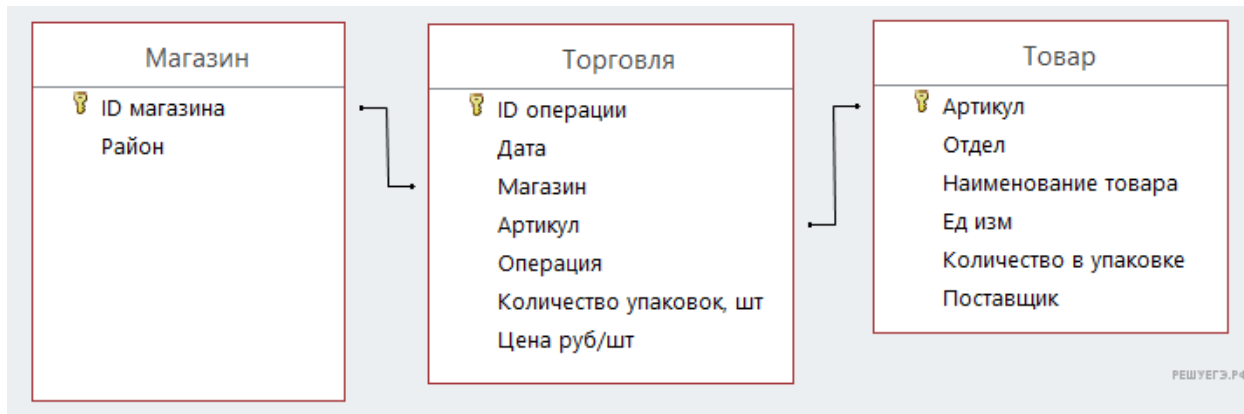 Магазин
ID магазина
Район
Торговля
ID операции
Дата
Магазин
Артикул
Операция
Количество упаковок, шт
Цена руб/шт
Товар
Артикул
Отдел
Наименование товара
Ед изм
Количество в упаковке
Поставщик
РЕШУЕГЭ.РФ